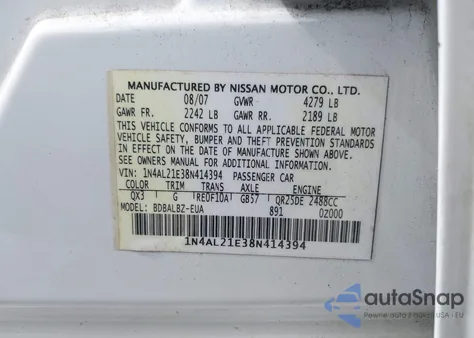 MANUFACTURED BY NISSAN MOTOR CO., LTD.
DATE 08/07 GVWR 4279 LB
GAWR FR. 2242 LB GAWR RR. 2189 LB
THIS VEHICLE CONFORMS TO ALL APPLICABLE FEDERAL MOTOR
VEHICLE SAFETY, BUMPER AND THEFT PREVENTION STANDARDS
IN EFFECT ON THE DATE OF MANUFACTURE SHOWN ABOVE.
SEE OWNERS MANUAL FOR ADDITIONAL INFORMATION.
VIN: 1N4AL21E38N414394 PASSENGER CAR
COLOR TRIM TRANS AXLE ENGINE
QX3 G RE0F10A GB57 QR25DE 2488CC
MODEL: BDBALBZ-EUA 891 0Z000
1N4AL21E38N414394
autoSnap